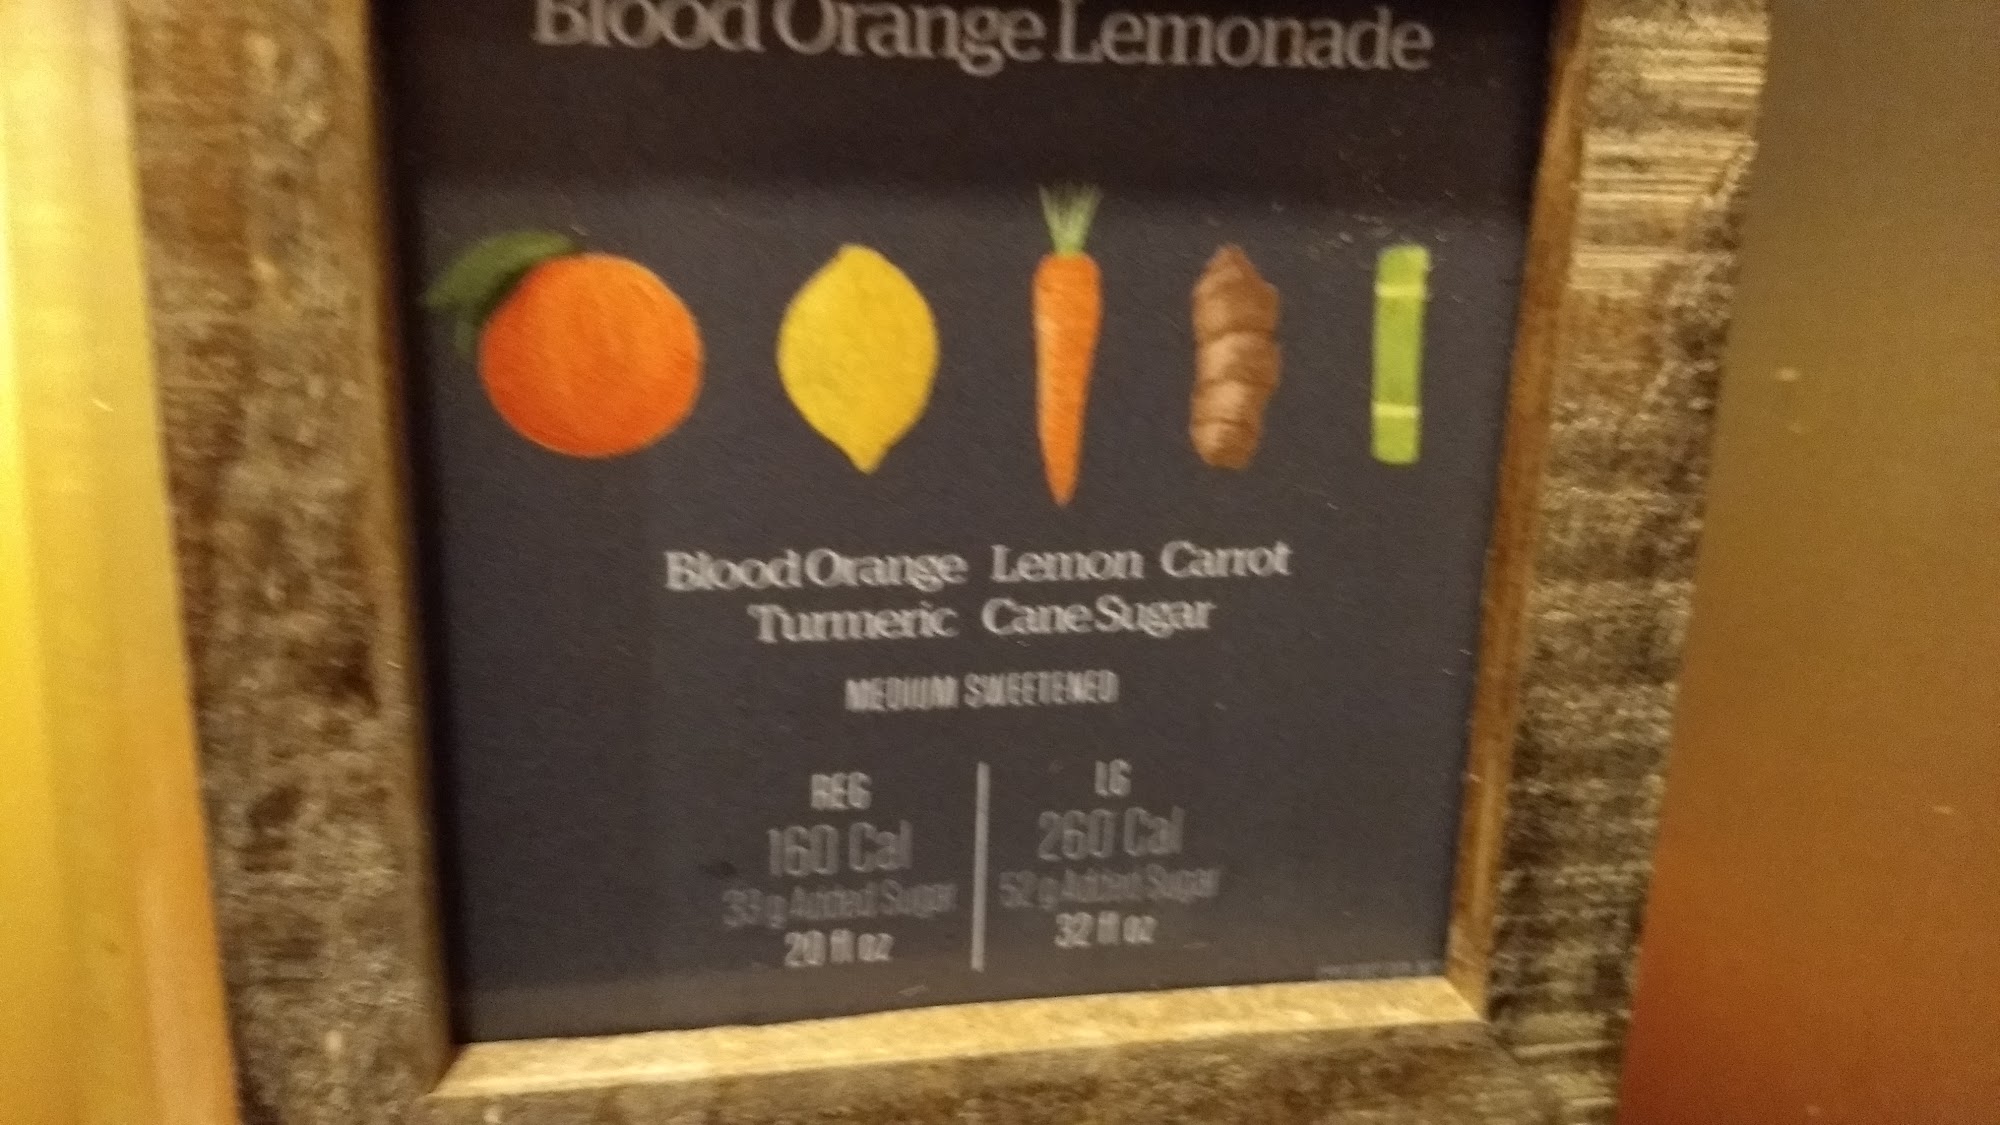 Blood Orange Lemonade
Blood Orange Lemon Carrot
Turmeric Cane Sugar
MEDIUM SWEETENED
REG
160 Cal
33 g Added Sugar
20 fl oz
LG
260 Cal
52 g Added Sugar
32 fl oz